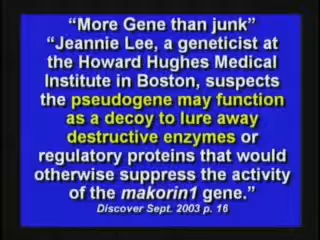 “More Gene than junk”
“Jeannie Lee, a geneticist at
the Howard Hughes Medical
Institute in Boston, suspects
the pseudogene may function
as a decoy to lure away
destructive enzymes or
regulatory proteins that would
otherwise suppress the activity
of the makorin1 gene.”
Discover Sept. 2003 p. 16